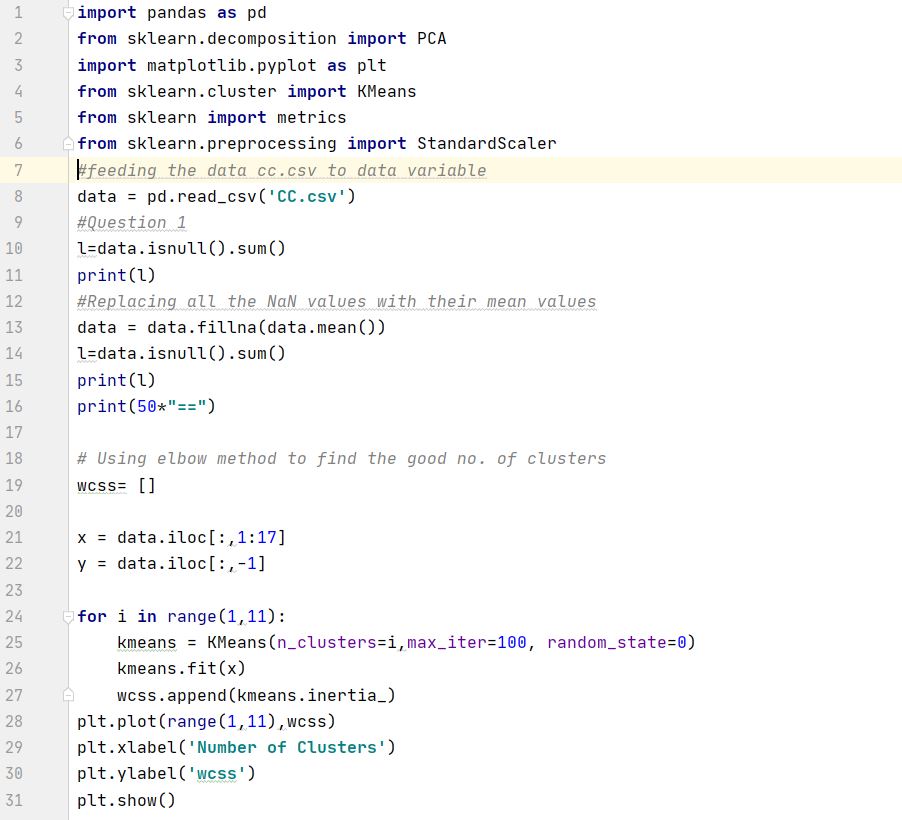 1 import pandas as pd
2 from sklearn.decomposition import PCA
3 import matplotlib.pyplot as plt
4 from sklearn.cluster import KMeans
5 from sklearn import metrics
6 from sklearn.preprocessing import StandardScaler
7 #feeding the data cc.csv to data variable
8 data = pd.read_csv('CC.csv')
9 #Question 1
10 l=data.isnull().sum()
11 print(l)
12 #Replacing all the NaN values with their mean values
13 data = data.fillna(data.mean())
14 l=data.isnull().sum()
15 print(l)
16 print(50*"==")
17
18 # Using elbow method to find the good no. of clusters
19 wcss= []
20
21 x = data.iloc[:,1:17]
22 y = data.iloc[:,-1]
23
24 for i in range(1,11):
25     kmeans = KMeans(n_clusters=i,max_iter=100, random_state=0)
26     kmeans.fit(x)
27     wcss.append(kmeans.inertia_)
28 plt.plot(range(1,11),wcss)
29 plt.xlabel('Number of Clusters')
30 plt.ylabel('wcss')
31 plt.show()